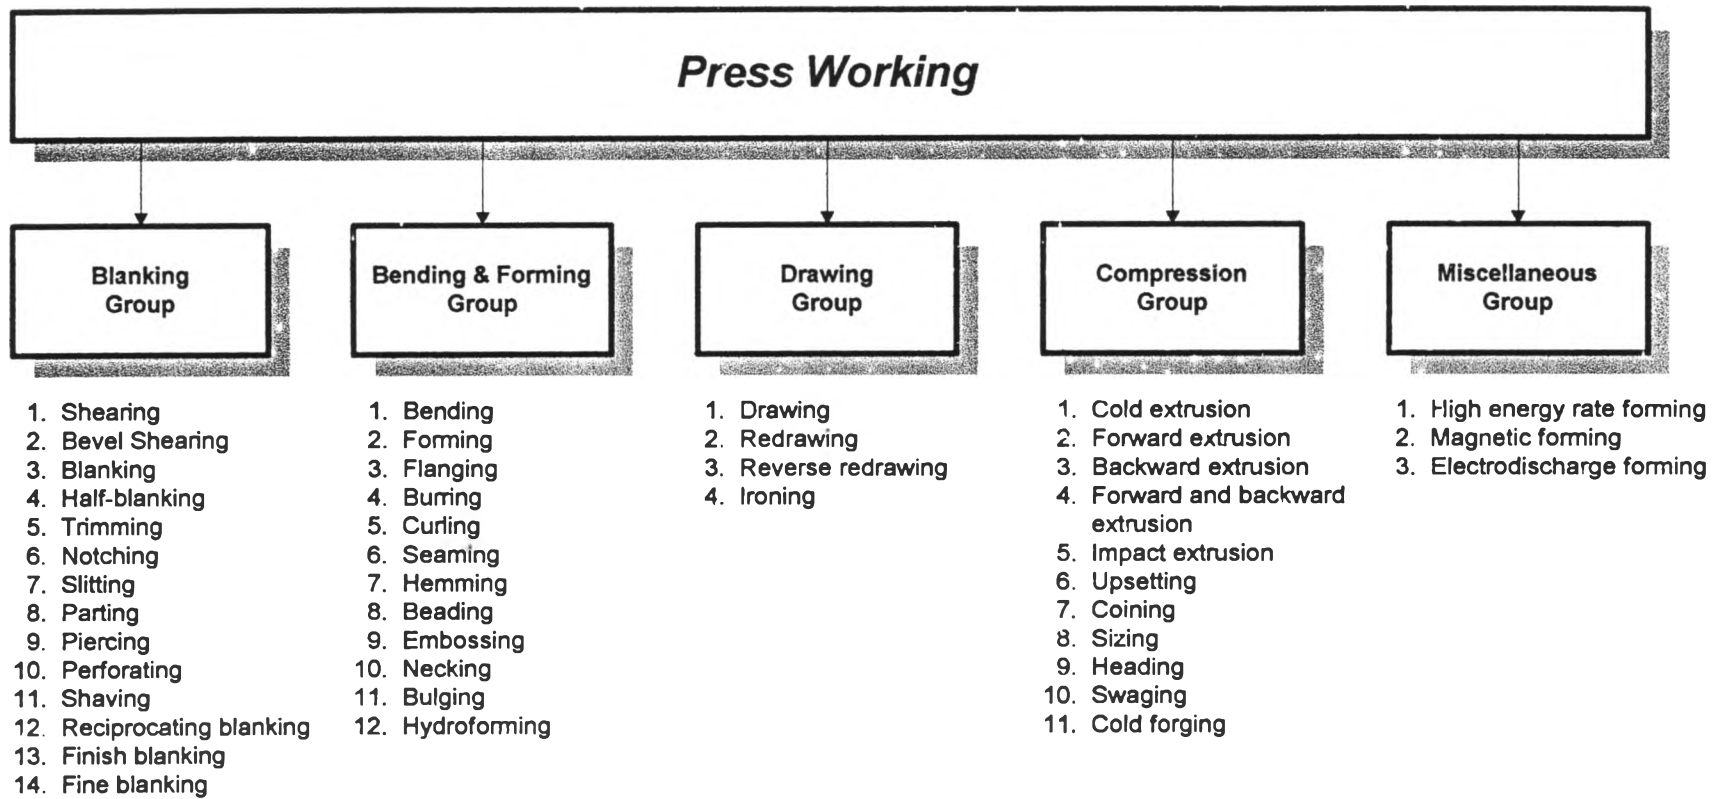 Press Working
Blanking
Group
Bending & Forming
Group
Drawing
Group
Compression
Group
Miscellaneous
Group
1. Shearing
2. Bevel Shearing
3. Blanking
4. Half-blanking
5. Trimming
6. Notching
7. Slitting
8. Parting
9. Piercing
10. Perforating
11. Shaving
12. Reciprocating blanking
13. Finish blanking
14. Fine blanking
1. Bending
2. Forming
3. Flanging
4. Burring
5. Curling
6. Seaming
7. Hemming
8. Beading
9. Embossing
10. Necking
11. Bulging
12. Hydroforming
1. Drawing
2. Redrawing
3. Reverse redrawing
4. Ironing
1. Cold extrusion
2. Forward extrusion
3. Backward extrusion
4. Forward and backward
extrusion
5. Impact extrusion
6. Upsetting
7. Coining
8. Sizing
9. Heading
10. Swaging
11. Cold forging
1. High energy rate forming
2. Magnetic forming
3. Electrodischarge forming